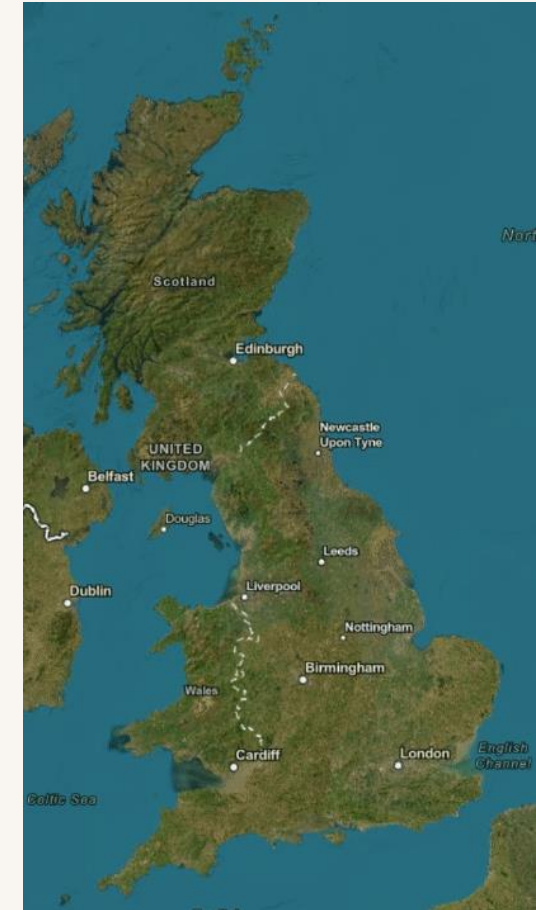 Nort
Scotland
Edinburgh
Newcastle
Upon Tyne
UNITED
KINGDOM
Belfast
Douglas
Leeds
Dublin
Liverpool
Nottingham
Birmingham
Wales
English
Channel
Cardiff
London
Celtic Sea